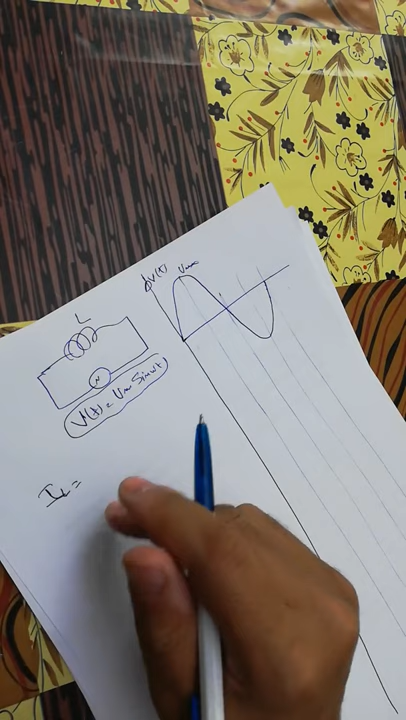 L
V(t)
Vm
V(t) = Vm Sinωt
IL =